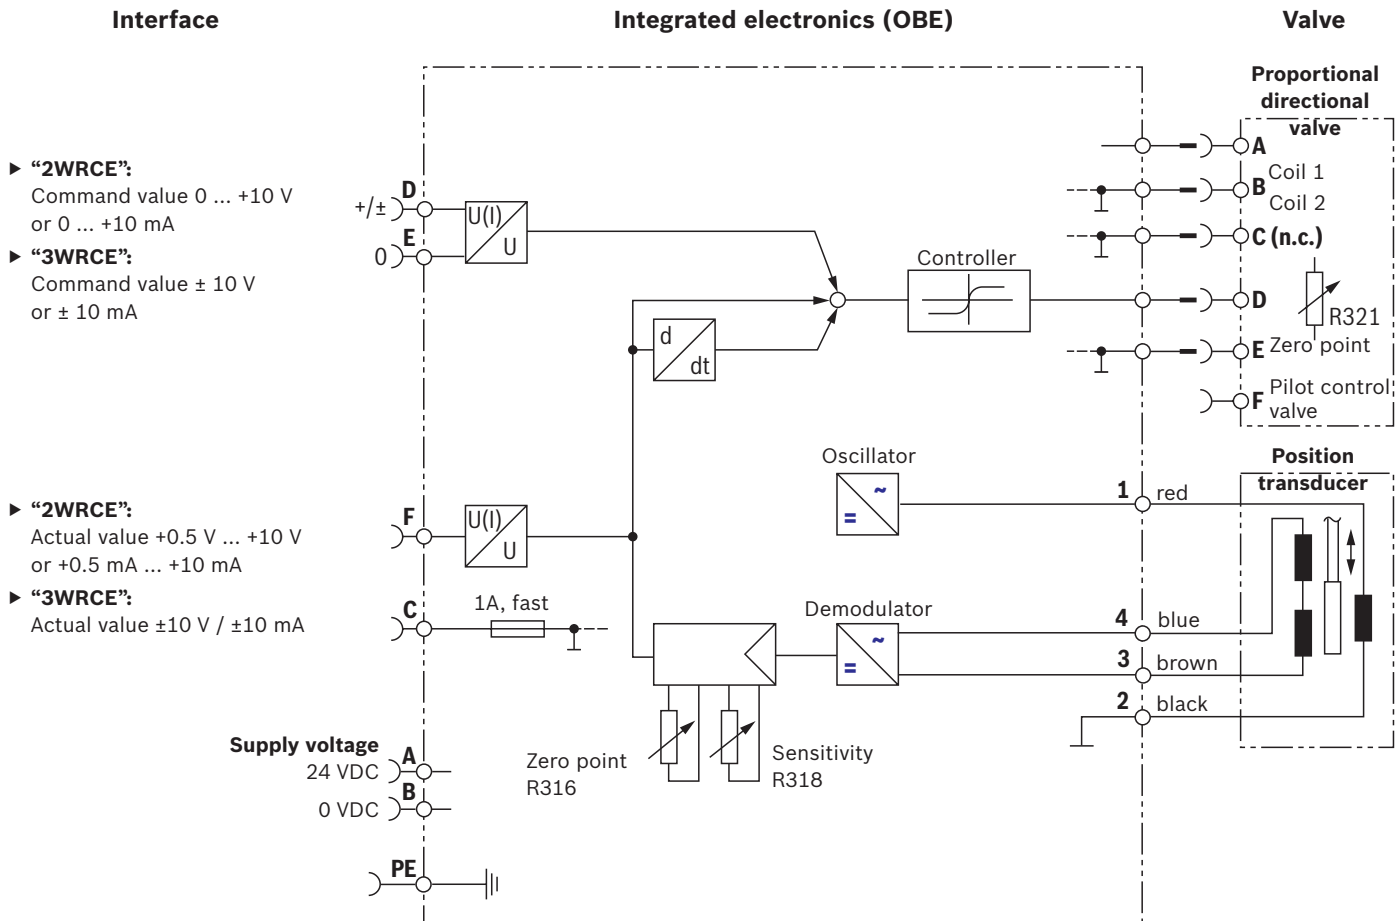 Interface
Integrated electronics (OBE)
Valve
Proportional
directional
valve
▶ “2WRCE”:
Command value 0 ... +10 V
or 0 ... +10 mA
▶ “3WRCE”:
Command value ± 10 V
or ± 10 mA
+/±
D
0
E
U(I)
U
d
dt
Controller
A
Coil 1
B
Coil 2
C (n.c.)
D
R321
E
Zero point
F
Pilot control
valve
▶ “2WRCE”:
Actual value +0.5 V ... +10 V
or +0.5 mA ... +10 mA
▶ “3WRCE”:
Actual value ±10 V / ±10 mA
F
U(I)
U
C
1A, fast
Oscillator
~
=
Demodulator
~
=
Position
transducer
1
red
4
blue
3
brown
2
black
Zero point
R316
Sensitivity
R318
Supply voltage
24 VDC
A
0 VDC
B
PE